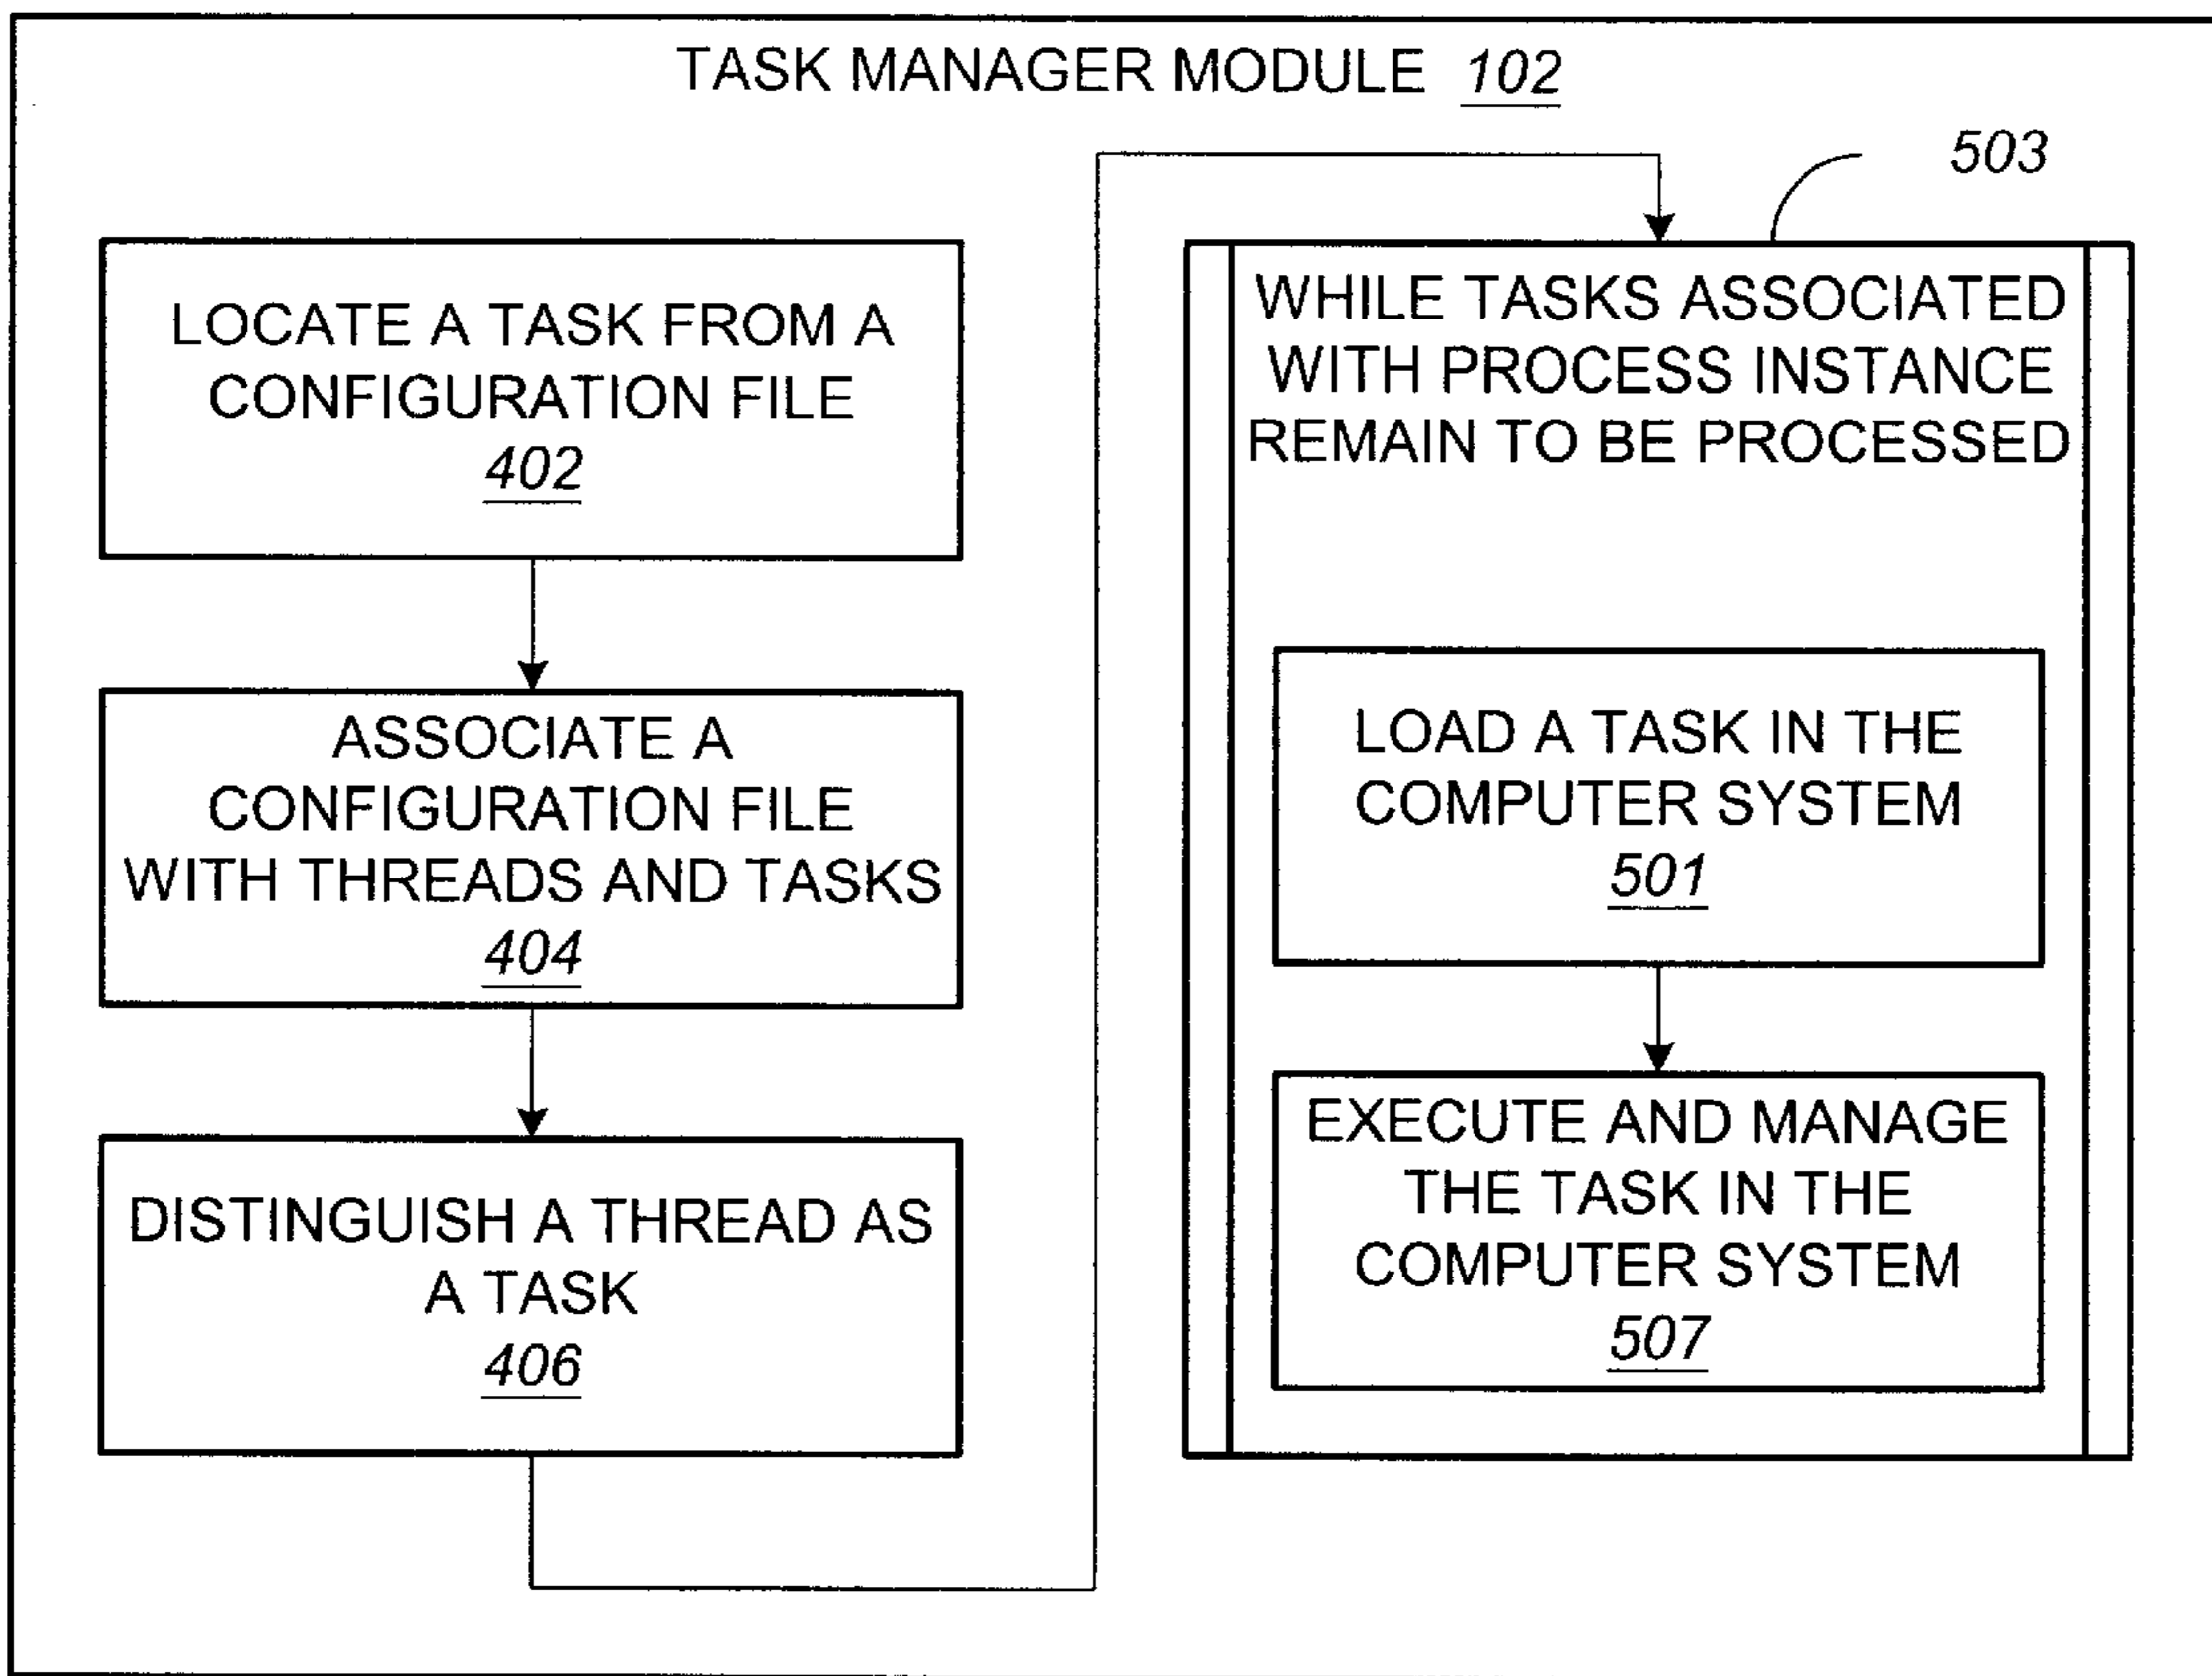 TASK MANAGER MODULE 102
LOCATE A TASK FROM A
CONFIGURATION FILE
402
ASSOCIATE A
CONFIGURATION FILE
WITH THREADS AND TASKS
404
DISTINGUISH A THREAD AS
A TASK
406
503
WHILE TASKS ASSOCIATED
WITH PROCESS INSTANCE
REMAIN TO BE PROCESSED
LOAD A TASK IN THE
COMPUTER SYSTEM
501
EXECUTE AND MANAGE
THE TASK IN THE
COMPUTER SYSTEM
507